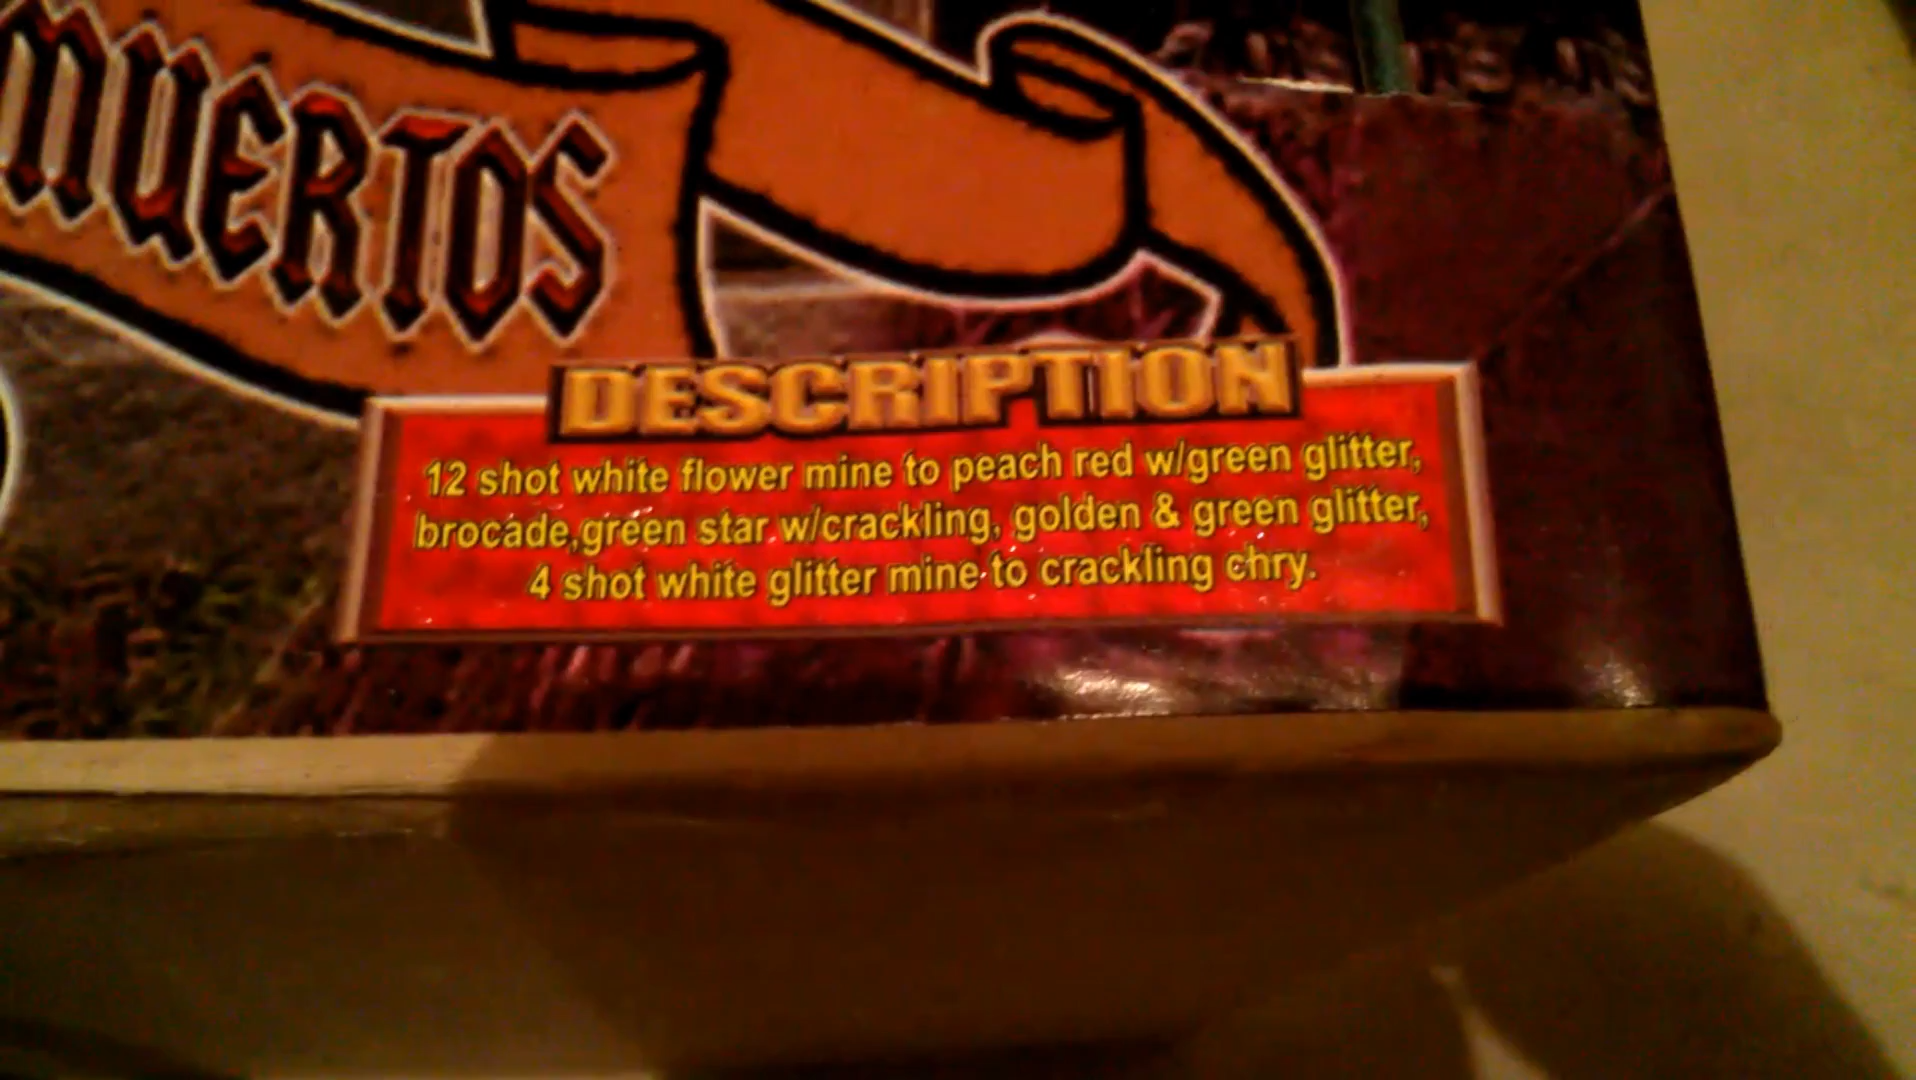 MUERTOS
DESCRIPTION
12 shot white flower mine to peach red w/green glitter,
brocade,green star w/crackling, golden & green glitter,
4 shot white glitter mine to crackling chry.